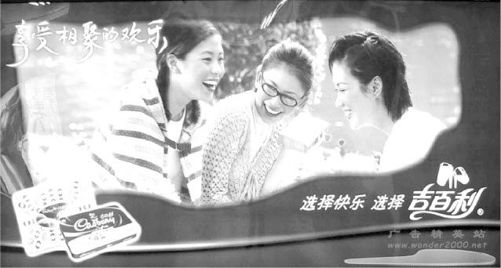 享受相聚的欢乐
Cadbury
选择快乐 选择 吉百利
广告精英站
www.wonder2000.net